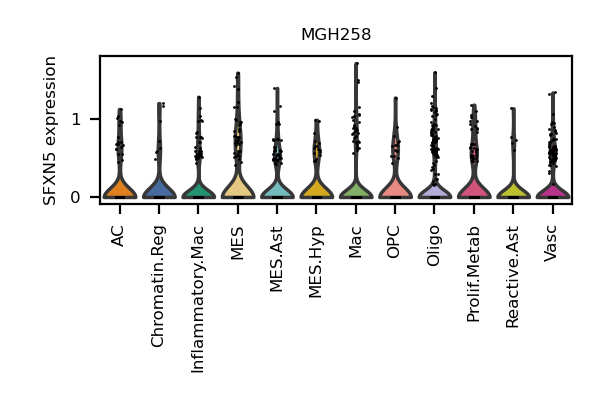 MGH258
SFXN5 expression
1
0
AC
Chromatin.Reg
Inflammatory.Mac
MES
MES.Ast
MES.Hyp
Mac
OPC
Oligo
Prolif.Metab
Reactive.Ast
Vasc